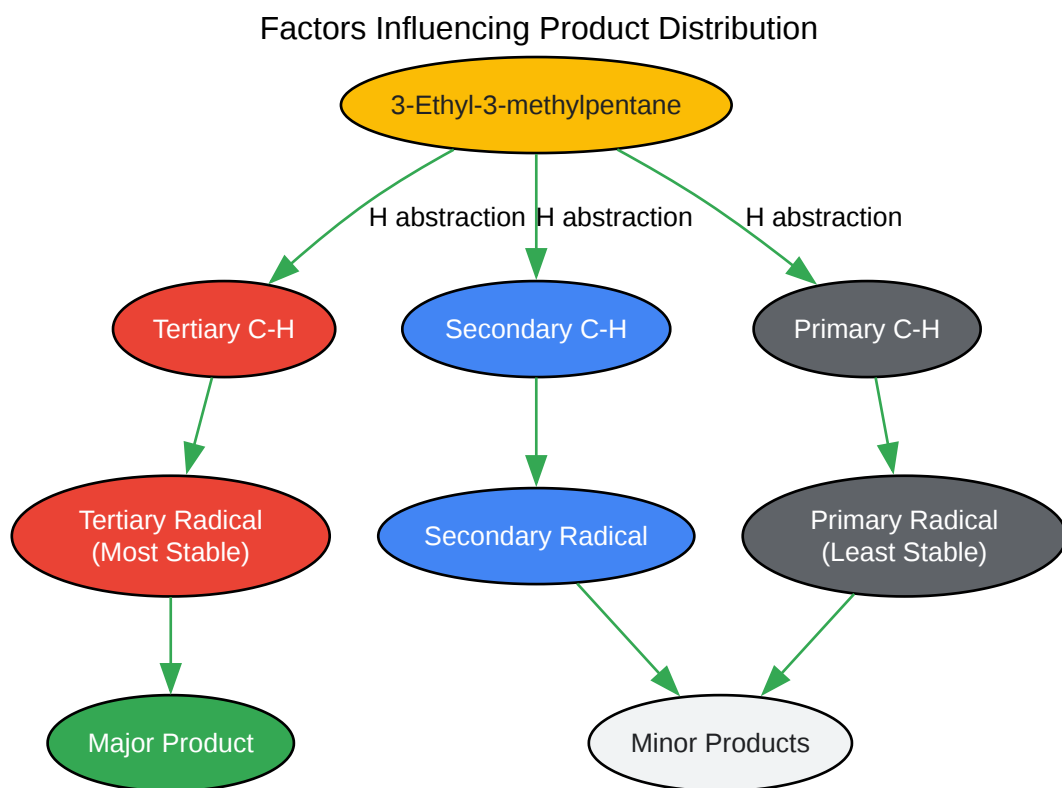 Factors Influencing Product Distribution
3-Ethyl-3-methylpentane
H abstraction
H abstraction
H abstraction
Tertiary C-H
Secondary C-H
Primary C-H
Tertiary Radical
(Most Stable)
Secondary Radical
Primary Radical
(Least Stable)
Major Product
Minor Products